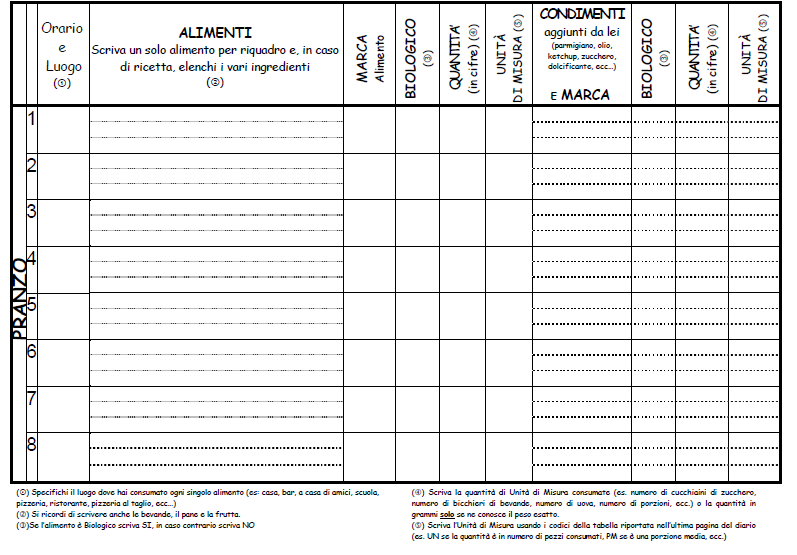 Orario
e
Luogo
(①)
ALIMENTI
Scriva un solo alimento per riquadro e, in caso
di ricetta, elenchi i vari ingredienti
(②)
MARCA
Alimento
BIOLOGICO
(③)
QUANTITA'
(in cifre) (④)
UNITÀ
DI MISURA (⑤)
CONDIMENTI
aggiunti da lei
(parmigiano, olio,
ketchup, zucchero,
dolcificante, ecc…)
E MARCA
BIOLOGICO
(③)
QUANTITA'
(in cifre) (④)
UNITÀ
DI MISURA (⑤)
PRANZO
1
2
3
4
5
6
7
8
(①) Specifichi il luogo dove hai consumato ogni singolo alimento (es: casa, bar, a casa di amici, scuola,
pizzeria, ristorante, pizzeria al taglio, ecc…)
(②) Si ricordi di scrivere anche le bevande, il pane e la frutta.
(③)Se l'alimento è Biologico scriva SI, in caso contrario scriva NO
(④) Scriva la quantità di Unità di Misura consumate (es. numero di cucchiaini di zucchero,
numero di bicchieri di bevande, numero di uova, numero di porzioni, ecc.) o la quantità in
grammi solo se ne conosce il peso esatto.
(⑤) Scriva l'Unità di Misura usando i codici della tabella riportata nell'ultima pagina del diario
(es. UN se la quantità è in numero di pezzi consumati, PM se è una porzione media, ecc.)